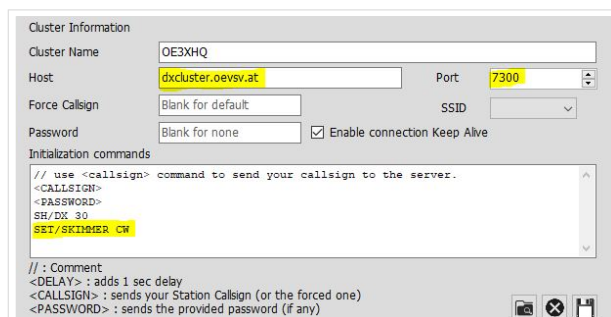 Cluster Information
Cluster Name OE3XHQ
Host dxcluster.oevsv.at Port 7300
Force Callsign Blank for default SSID
Password Blank for none Enable connection Keep Alive
Initialization commands
// use <callsign> command to send your callsign to the server.
<CALLSIGN>
<PASSWORD>
SH/DX 30
SET/SKIMMER CW
// : Comment
<DELAY> : adds 1 sec delay
<CALLSIGN> : sends your Station Callsign (or the forced one)
<PASSWORD> : sends the provided password (if any)